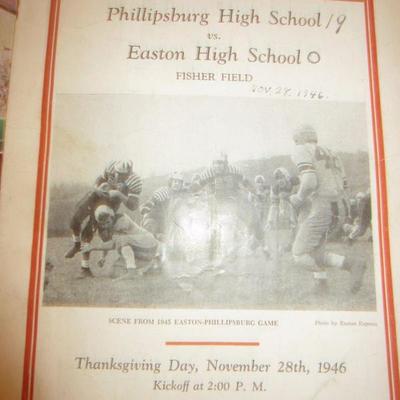 Phillipsburg High School 19
vs.
Easton High School 0
FISHER FIELD
Nov. 28, 1946.
SCENE FROM 1945 EASTON-PHILLIPSBURG GAME
Photo by Easton Express
Thanksgiving Day, November 28th, 1946
Kickoff at 2:00 P. M.